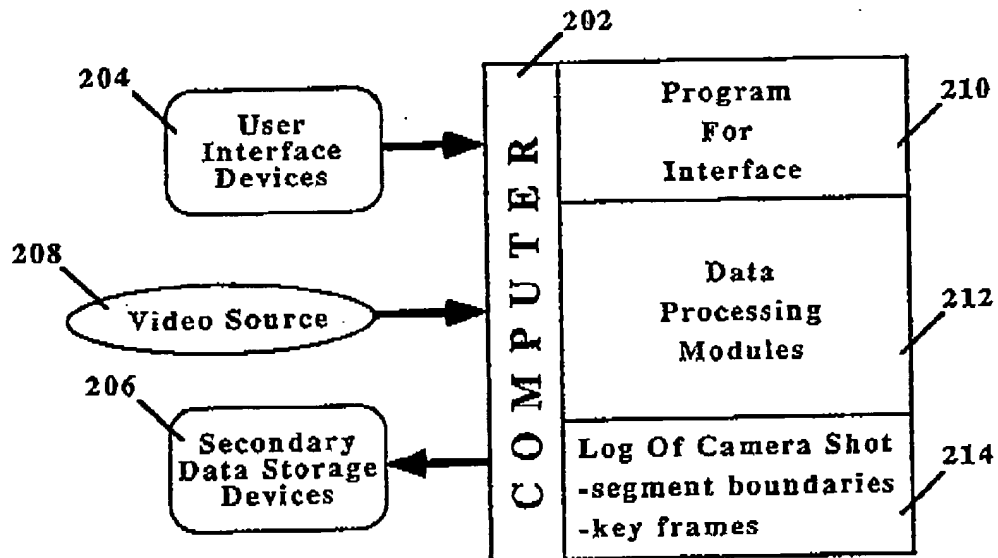 202
204
User
Interface
Devices
208
Video Source
206
Secondary
Data Storage
Devices
COMPUTER
Program
For
Interface
210
Data
Processing
Modules
212
Log Of Camera Shot
-segment boundaries
-key frames
214